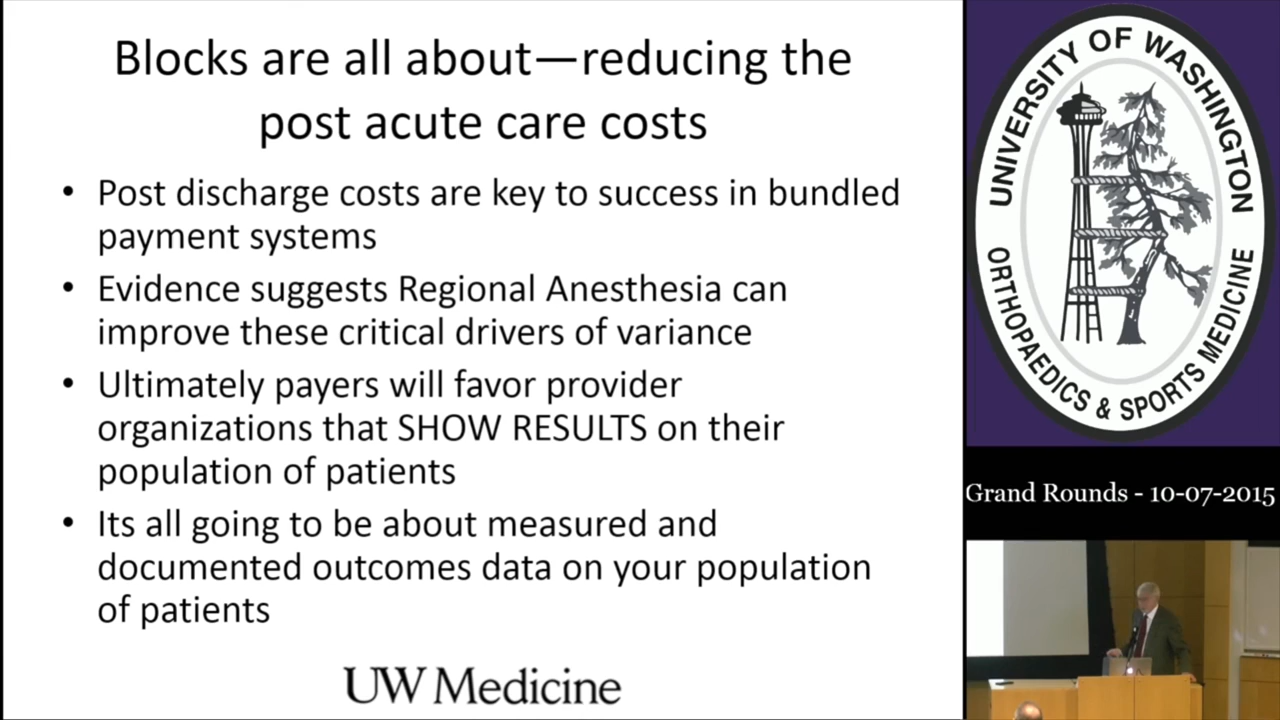 Blocks are all about—reducing the
post acute care costs
• Post discharge costs are key to success in bundled
payment systems
• Evidence suggests Regional Anesthesia can
improve these critical drivers of variance
• Ultimately payers will favor provider
organizations that SHOW RESULTS on their
population of patients
• Its all going to be about measured and
documented outcomes data on your population
of patients
UW Medicine
UNIVERSITY OF WASHINGTON
ORTHOPAEDICS & SPORTS MEDICINE
Grand Rounds - 10-07-2015